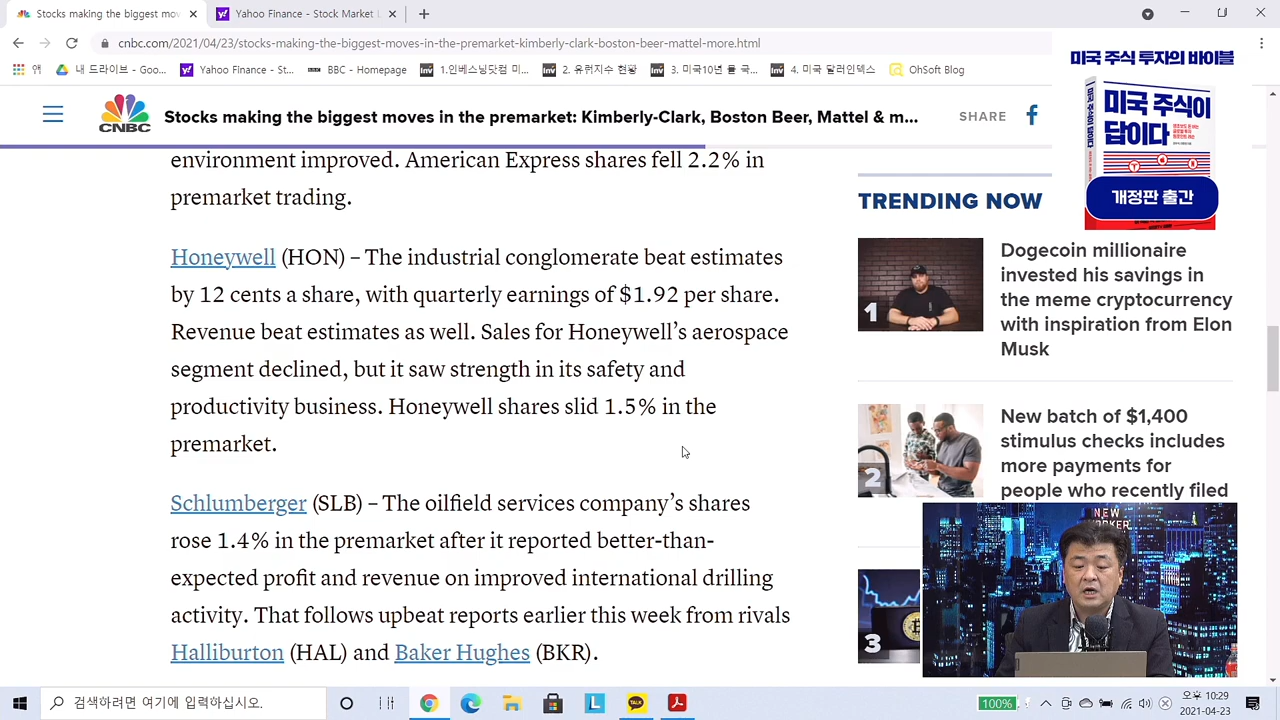 Stocks making the biggest mov
Yahoo Finance - Stock Market L
cnbc.com/2021/04/23/stocks-making-the-biggest-moves-in-the-premarket-kimberly-clark-boston-beer-mattel-more.html
앱
내 드라이브 - Goo...
Yahoo Finance - St...
BBC - Homepage
1.인베스팅닷컴 미...
2. 유럽지수 현황
3. 미국10년 물 국...
4. 미국 달러인덱스
OhSoft Blog
미국 주식 투자의 바이블
미국 주식이
답이다
개정판 출간
CNBC
Stocks making the biggest moves in the premarket: Kimberly-Clark, Boston Beer, Mattel & m...
SHARE
environment improved. American Express shares fell 2.2% in
premarket trading.
Honeywell (HON) – The industrial conglomerate beat estimates
by 12 cents a share, with quarterly earnings of $1.92 per share.
Revenue beat estimates as well. Sales for Honeywell’s aerospace
segment declined, but it saw strength in its safety and
productivity business. Honeywell shares slid 1.5% in the
premarket.
Schlumberger (SLB) – The oilfield services company’s shares
rose 1.4% in the premarket after it reported better-than-
expected profit and revenue on improved international drilling
activity. That follows upbeat reports earlier this week from rivals
Halliburton (HAL) and Baker Hughes (BKR).
TRENDING NOW
1
Dogecoin millionaire
invested his savings in
the meme cryptocurrency
with inspiration from Elon
Musk
2
New batch of $1,400
stimulus checks includes
more payments for
people who recently filed
3
NEW
YORKER
검색하려면 여기에 입력하십시오.
L
TALK
100%
오후 10:29
2021-04-23